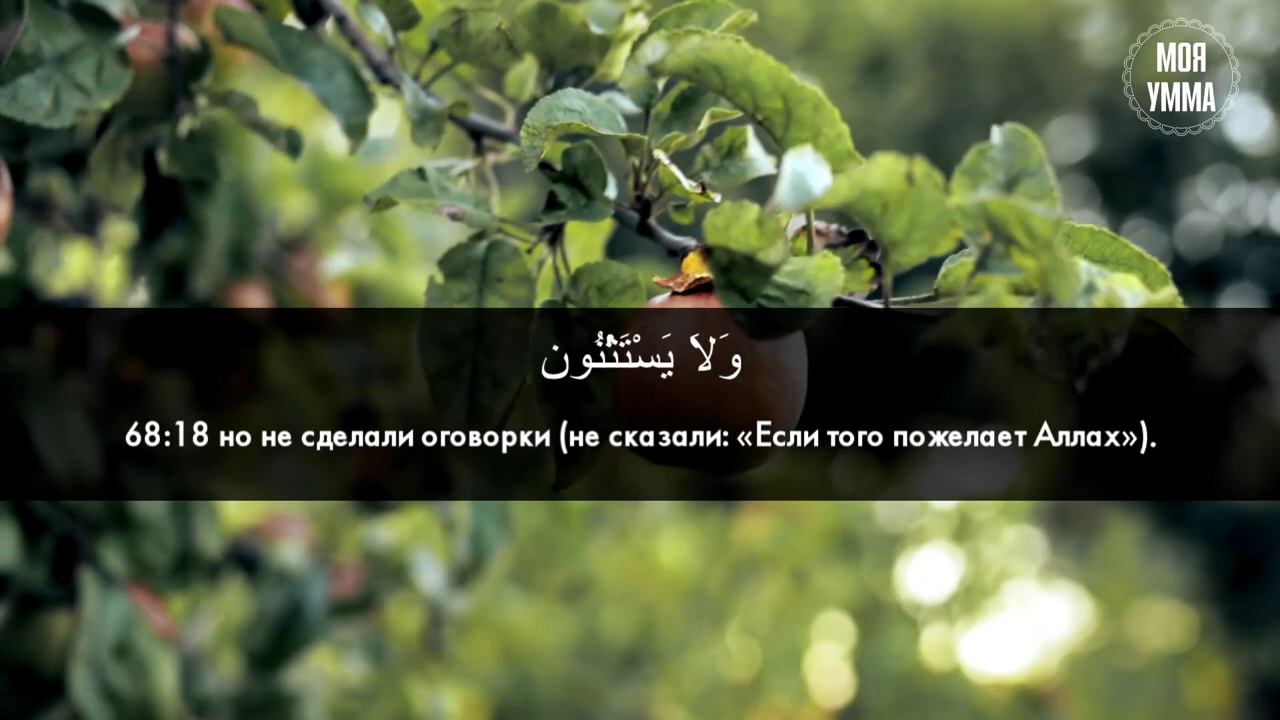 МОЯ
УММА
وَلَا يَسْتَثْنُون
68:18 но не сделали оговорки (не сказали: «Если того пожелает Аллах»).